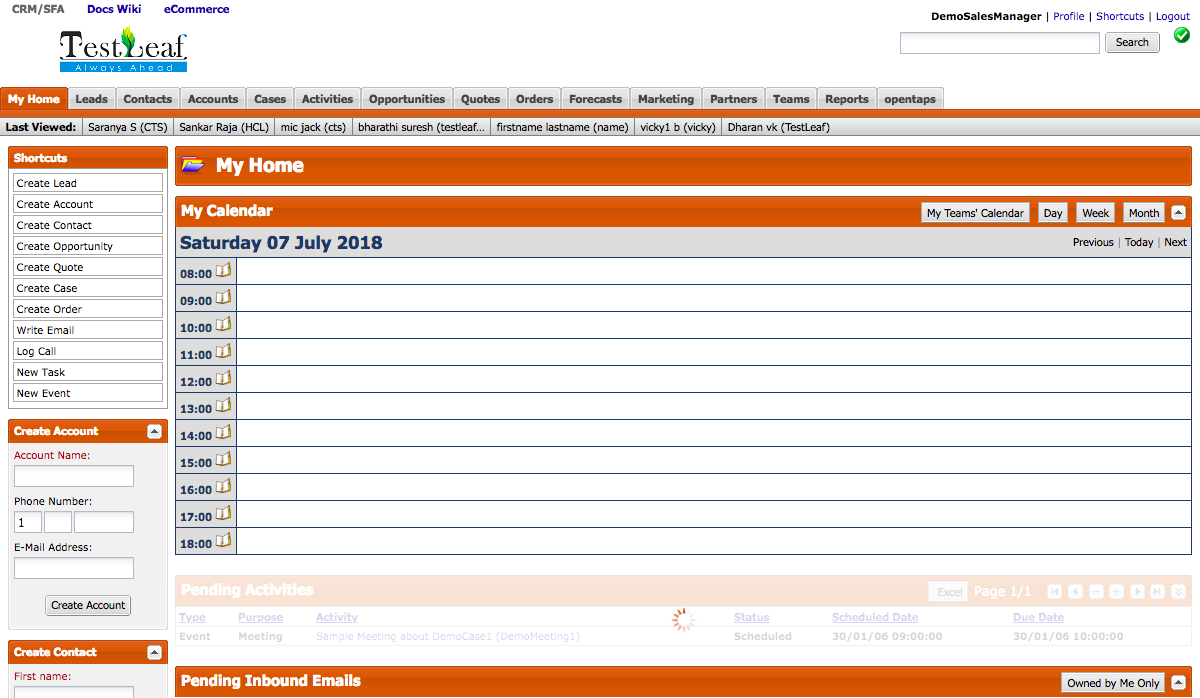 CRM/SFA Docs Wiki eCommerce
DemoSalesManager | Profile | Shortcuts | Logout
TestLeaf
Always Ahead
Search
My Home Leads Contacts Accounts Cases Activities Opportunities Quotes Orders Forecasts Marketing Partners Teams Reports opentaps
Last Viewed: Saranya S (CTS) Sankar Raja (HCL) mic jack (cts) bharathi suresh (testleaf... firstname lastname (name) vicky1 b (vicky) Dharan vk (TestLeaf)
Shortcuts
Create Lead
Create Account
Create Contact
Create Opportunity
Create Quote
Create Case
Create Order
Write Email
Log Call
New Task
New Event
Create Account
Account Name:
Phone Number:
1
E-Mail Address:
Create Account
Create Contact
First name:
My Home
My Calendar
My Teams' Calendar Day Week Month
Saturday 07 July 2018
Previous | Today | Next
08:00
09:00
10:00
11:00
12:00
13:00
14:00
15:00
16:00
17:00
18:00
Pending Activities
Excel Page 1/1
Type Purpose Activity Status Scheduled Date Due Date
Event Meeting Sample Meeting about DemoCase1 (DemoMeeting1) Scheduled 30/01/06 09:00:00 30/01/06 10:00:00
Pending Inbound Emails
Owned by Me Only